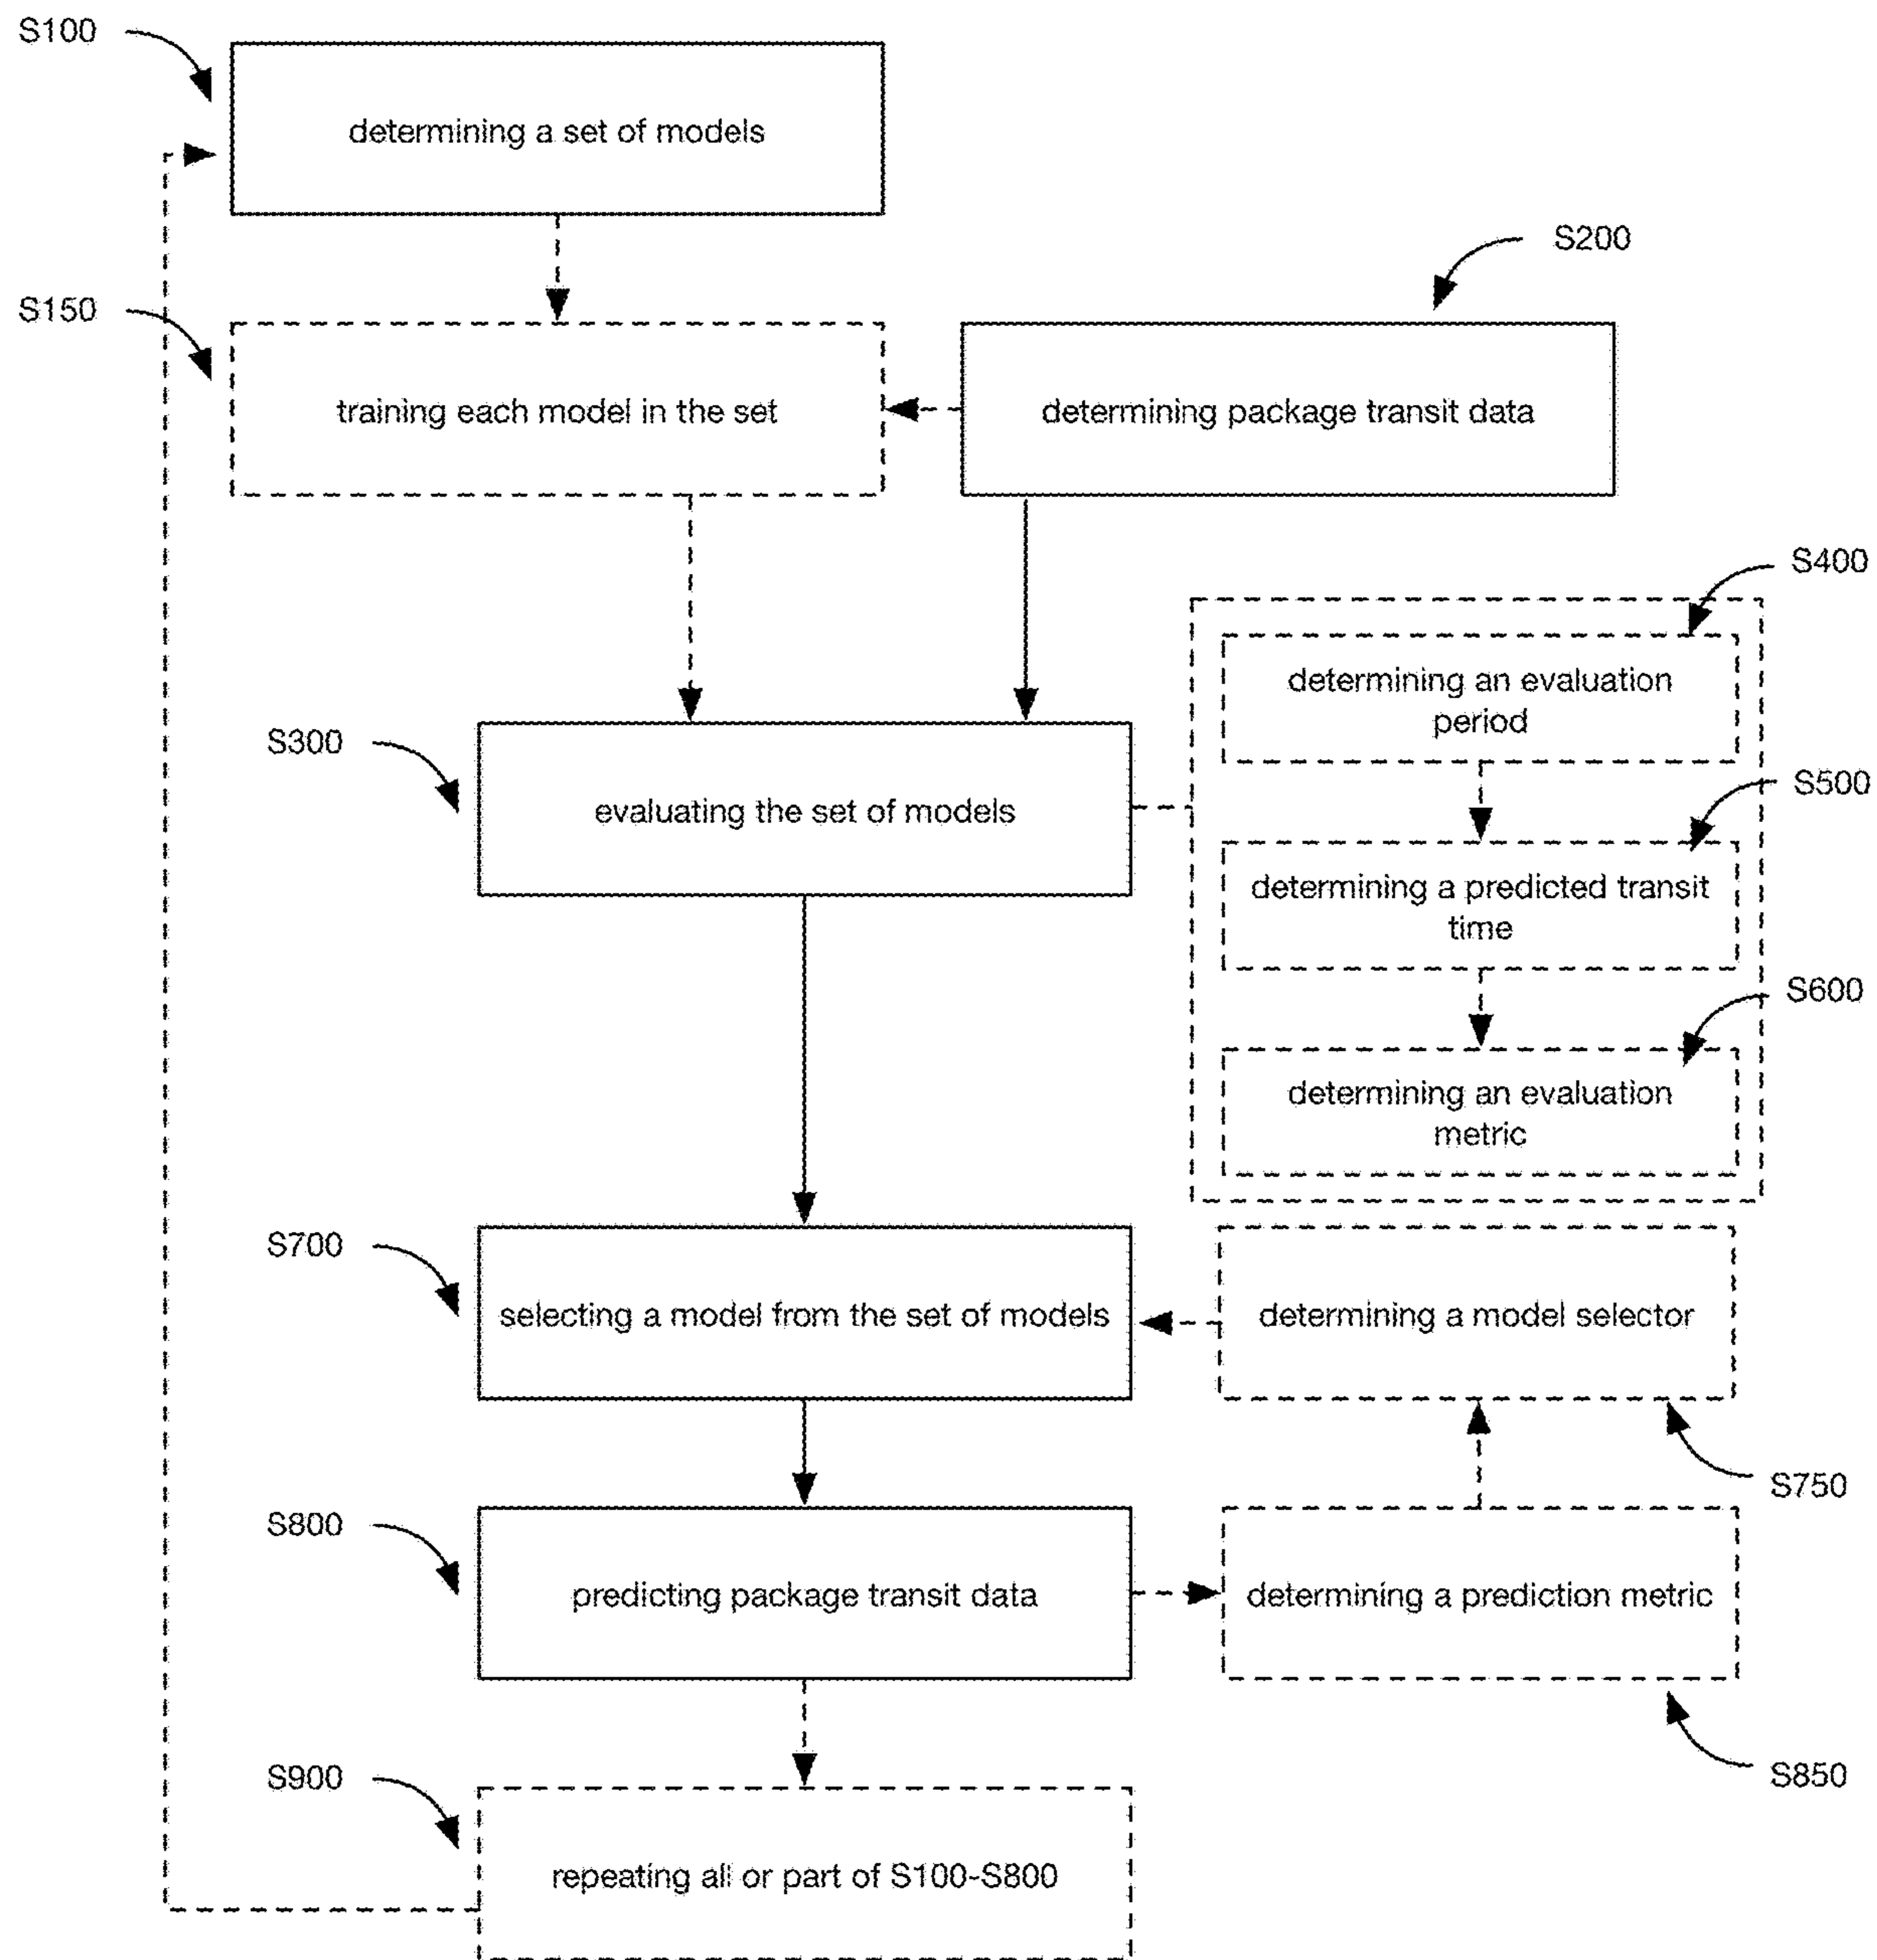 S100
determining a set of models
S200
S150
training each model in the set
determining package transit data
S400
determining an evaluation
period
S300
evaluating the set of models
S500
determining a predicted transit
time
S600
determining an evaluation
metric
S700
selecting a model from the set of models
determining a model selector
S750
S800
predicting package transit data
determining a prediction metric
S850
S900
repeating all or part of S100-S800